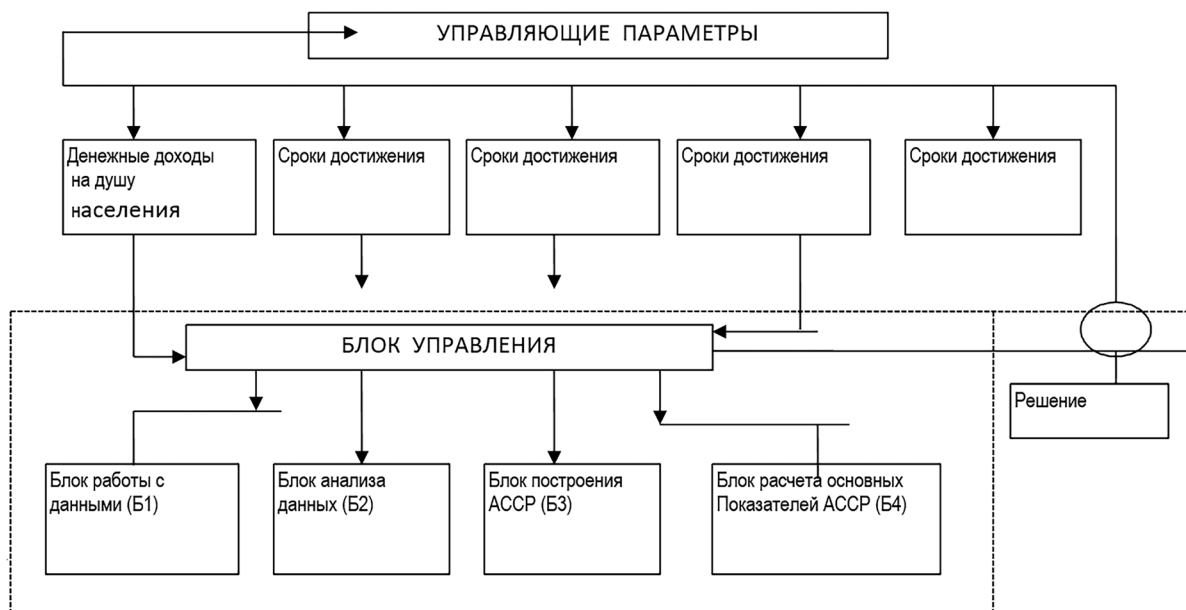 УПРАВЛЯЮЩИЕ ПАРАМЕТРЫ
Денежные доходы
на душу
населения
Сроки достижения
Сроки достижения
Сроки достижения
Сроки достижения
БЛОК УПРАВЛЕНИЯ
Решение
Блок работы с
данными (Б1)
Блок анализа
данных (Б2)
Блок построения
АССР (Б3)
Блок расчета основных
Показателей АССР (Б4)